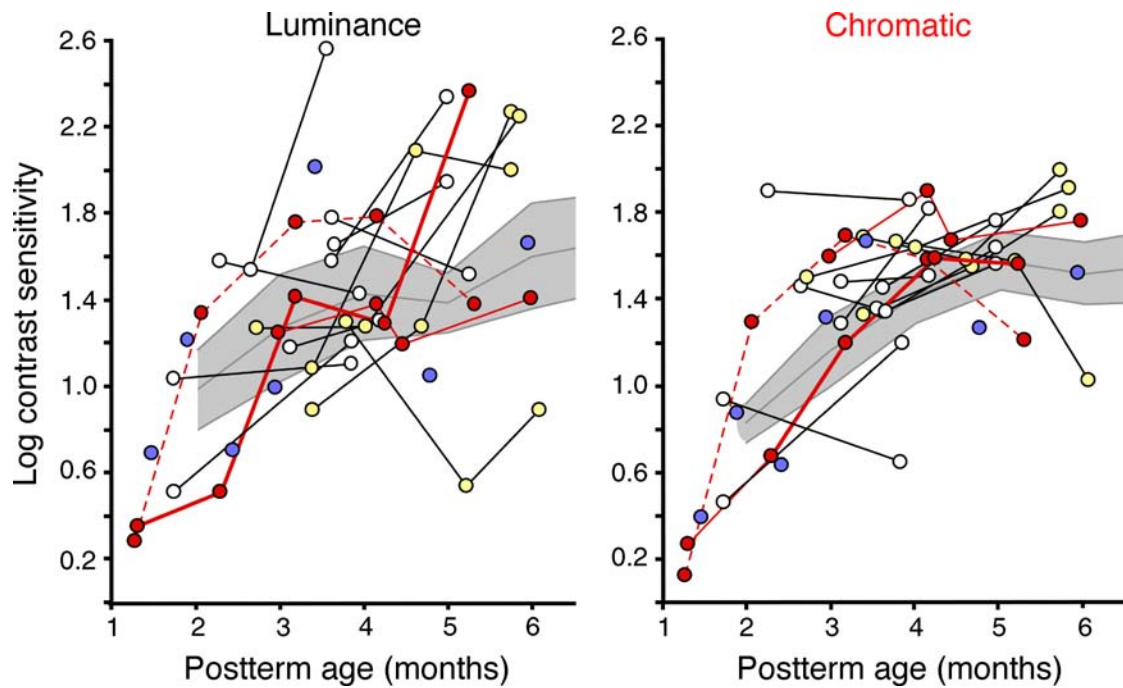 Luminance
Chromatic
Log contrast sensitivity
2.6
2.2
1.8
1.4
1.0
0.6
0.2
1 2 3 4 5 6
Postterm age (months)
2.6
2.2
1.8
1.4
1.0
0.6
0.2
1 2 3 4 5 6
Postterm age (months)